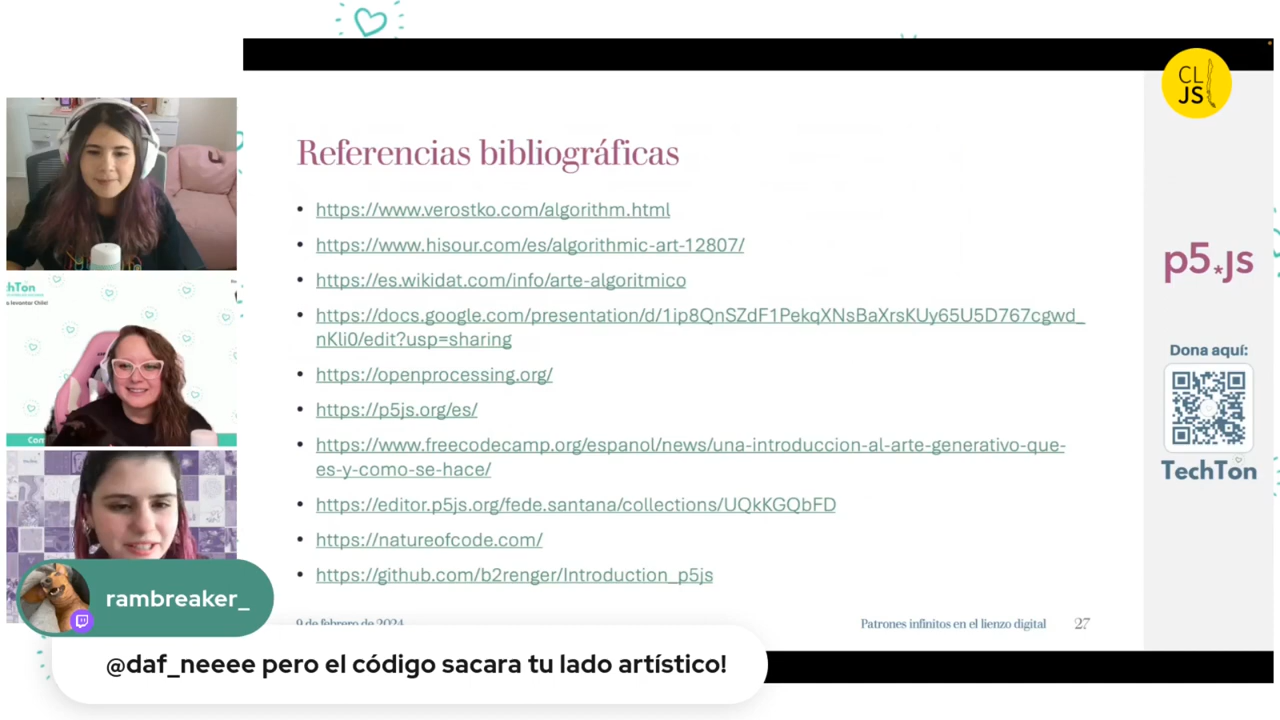 CL
JS
Referencias bibliográficas
• https://www.verostko.com/algorithm.html
• https://www.hisour.com/es/algorithmic-art-12807/
• https://es.wikidat.com/info/arte-algoritmico
• https://docs.google.com/presentation/d/1ip8QnSZdF1PekqXNsBaXrsKUy65U5D767cgwd_
nKli0/edit?usp=sharing
• https://openprocessing.org/
• https://p5js.org/es/
• https://www.freecodecamp.org/espanol/news/una-introduccion-al-arte-generativo-que-
es-y-como-se-hace/
• https://editor.p5js.org/fede.santana/collections/UQkKGQbFD
• https://natureofcode.com/
• https://github.com/b2renger/Introduction_p5js
9 de febrero de 2024
Patrones infinitos en el lienzo digital
27
p5*js
Dona aquí:
TechTon
chTon
a levantar Chile!
Con
rambreaker_
@daf_neeee pero el código sacara tu lado artístico!